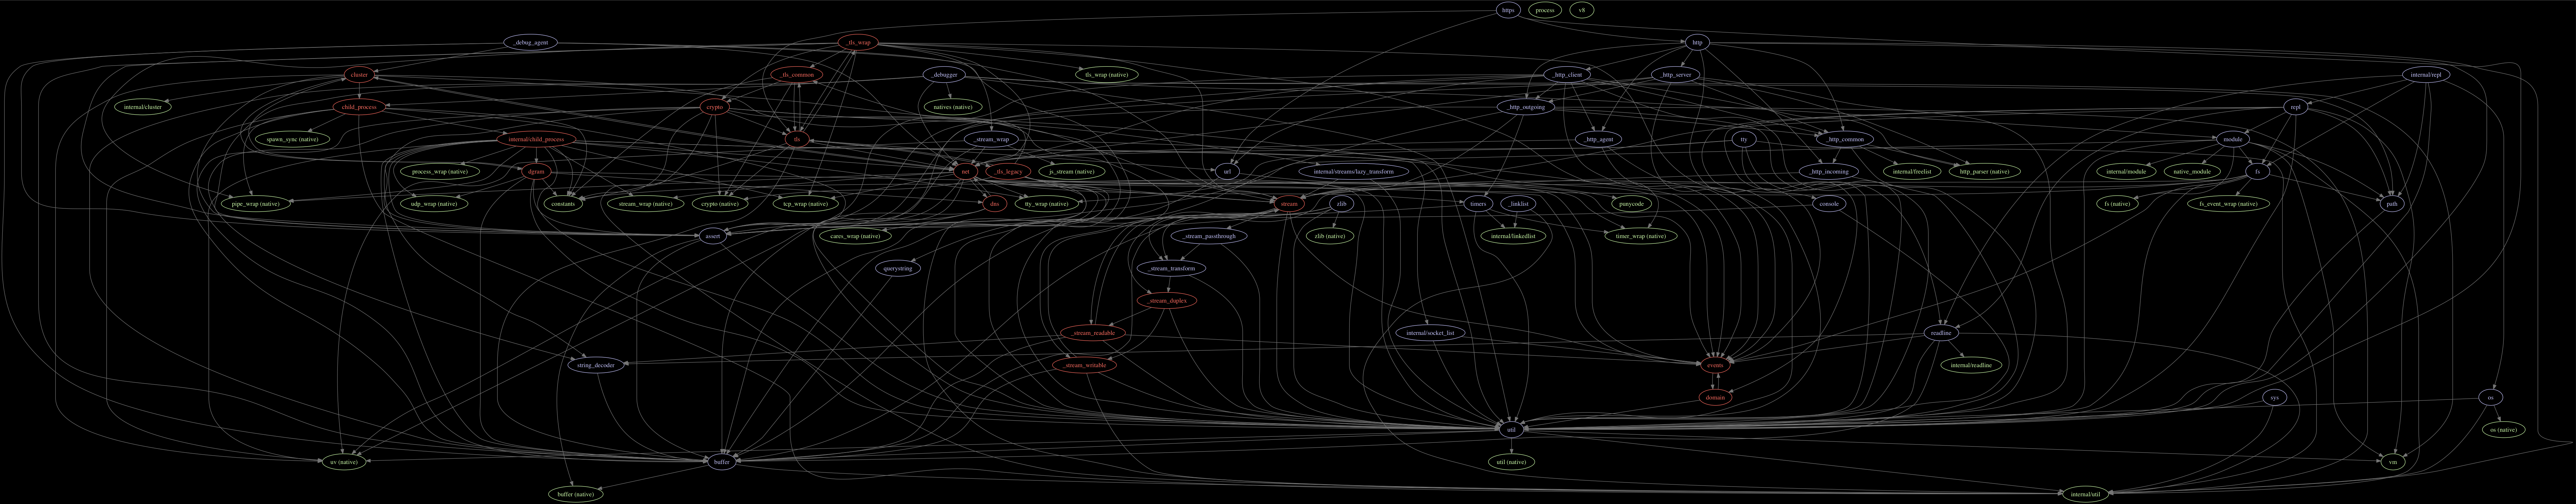 https
process
v8
_debug_agent
_tls_wrap
http
cluster
_tls_common
_debugger
tls_wrap (native)
_http_client
_http_server
internal/repl
internal/cluster
child_process
crypto
natives (native)
_http_outgoing
repl
spawn_sync (native)
internal/child_process
tls
_stream_wrap
_http_agent
tty
_http_common
module
process_wrap (native)
dgram
net
_tls_legacy
js_stream (native)
url
internal/streams/lazy_transform
_http_incoming
internal/freelist
http_parser (native)
internal/module
native_module
fs
pipe_wrap (native)
udp_wrap (native)
constants
stream_wrap (native)
crypto (native)
tcp_wrap (native)
dns
tty_wrap (native)
stream
zlib
timers
_linklist
punycode
console
fs (native)
fs_event_wrap (native)
path
assert
cares_wrap (native)
_stream_passthrough
zlib (native)
internal/linkedlist
timer_wrap (native)
querystring
_stream_transform
_stream_duplex
_stream_readable
internal/socket_list
readline
string_decoder
_stream_writable
events
internal/readline
domain
sys
os
util
os (native)
uv (native)
buffer
util (native)
vm
buffer (native)
internal/util